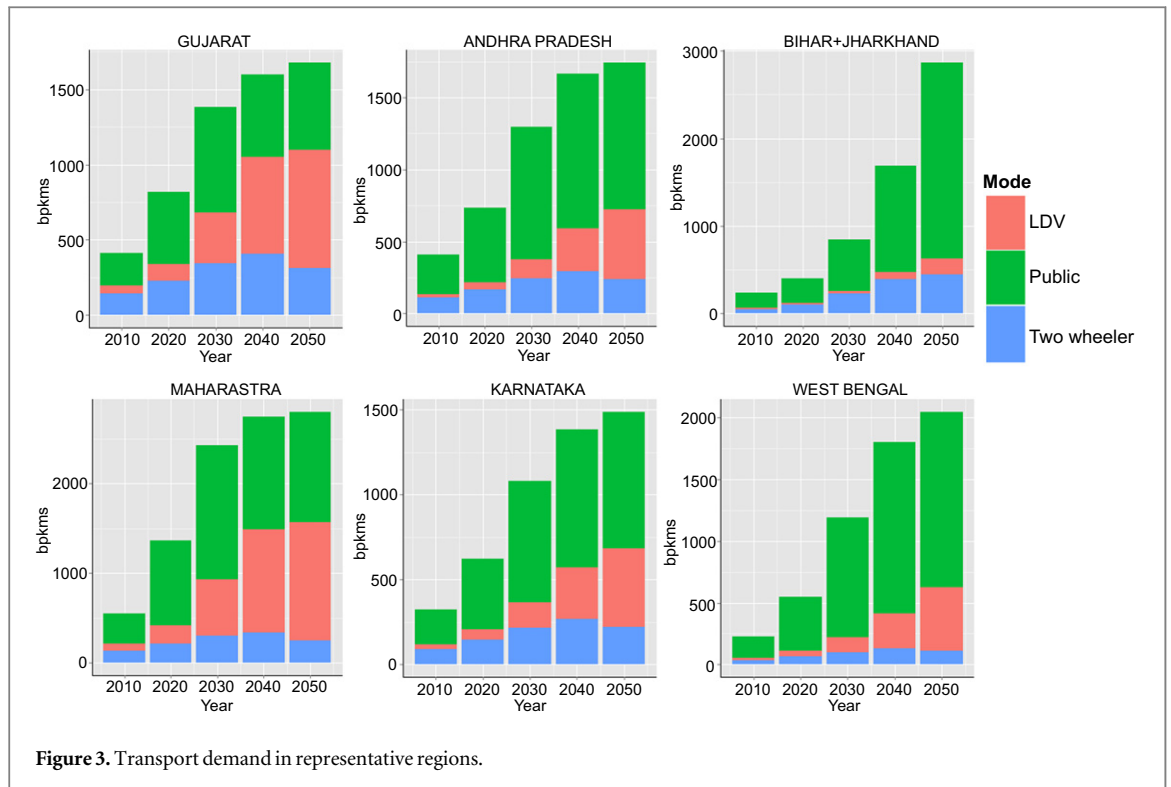 GUJARAT
bpkms
1500
1000
500
0
2010 2020 2030 2040 2050
Year
ANDHRA PRADESH
bpkms
1500
1000
500
0
2010 2020 2030 2040 2050
Year
BIHAR+JHARKHAND
bpkms
3000
2000
1000
0
2010 2020 2030 2040 2050
Year
Mode
LDV
Public
Two wheeler
MAHARASTRA
bpkms
2000
1000
0
2010 2020 2030 2040 2050
Year
KARNATAKA
bpkms
1500
1000
500
0
2010 2020 2030 2040 2050
Year
WEST BENGAL
bpkms
2000
1500
1000
500
0
2010 2020 2030 2040 2050
Year
Figure 3. Transport demand in representative regions.